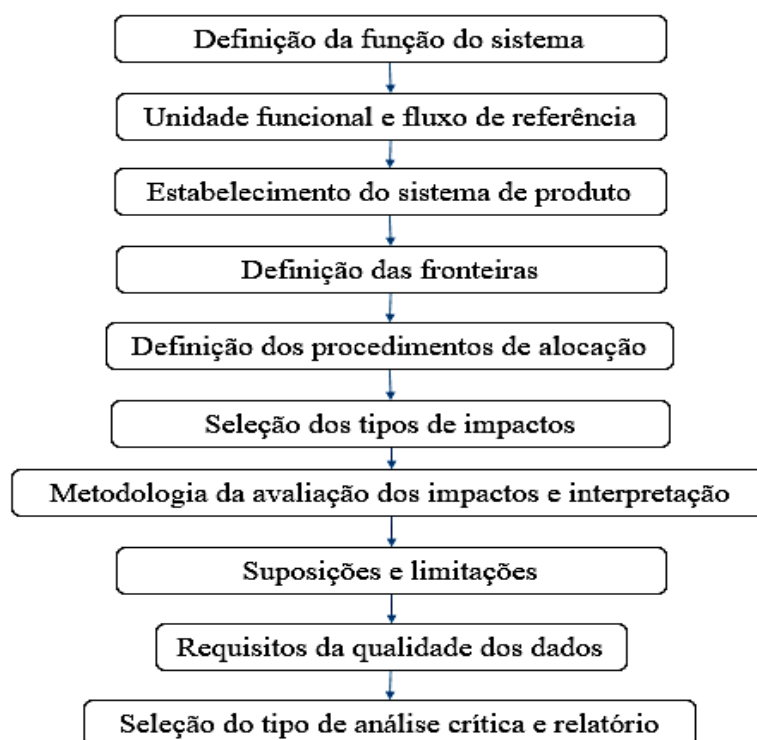 Definição da função do sistema
Unidade funcional e fluxo de referência
Estabelecimento do sistema de produto
Definição das fronteiras
Definição dos procedimentos de alocação
Seleção dos tipos de impactos
Metodologia da avaliação dos impactos e interpretação
Suposições e limitações
Requisitos da qualidade dos dados
Seleção do tipo de análise crítica e relatório